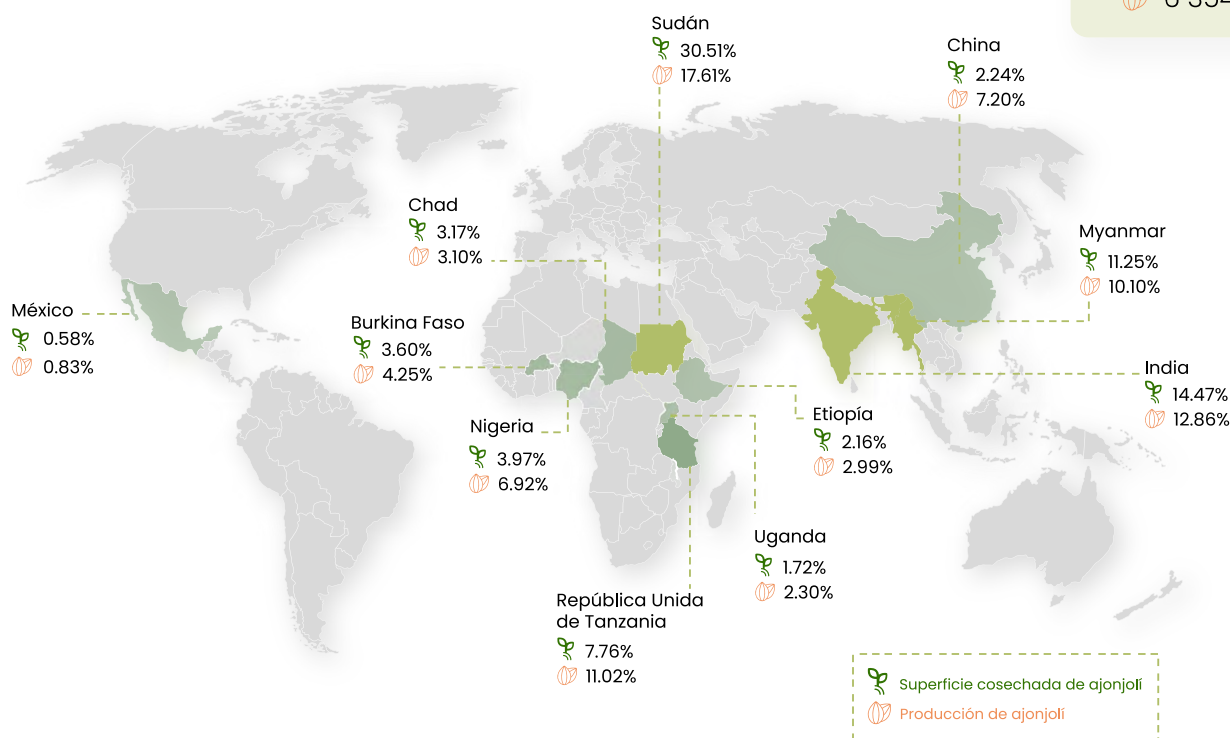 Sudán
30.51%
17.61%
China
2.24%
7.20%
Chad
3.17%
3.10%
Myanmar
11.25%
10.10%
México
0.58%
0.83%
Burkina Faso
3.60%
4.25%
India
14.47%
12.86%
Nigeria
3.97%
6.92%
Etiopía
2.16%
2.99%
Uganda
1.72%
2.30%
República Unida
de Tanzania
7.76%
11.02%
Superficie cosechada de ajonjolí
Producción de ajonjolí